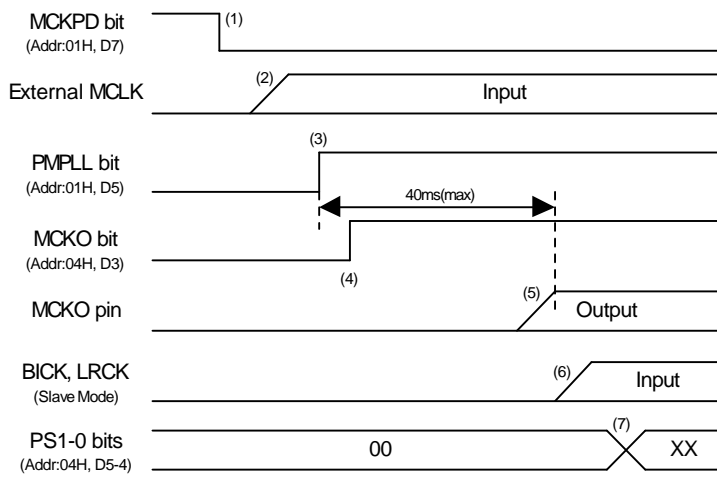 MCKPD bit
(Addr:01H, D7)
(1)
External MCLK
(2)
Input
PMPLL bit
(Addr:01H, D5)
(3)
40ms(max)
MCKO bit
(Addr:04H, D3)
(4)
MCKO pin
(5)
Output
BICK, LRCK
(Slave Mode)
(6)
Input
PS1-0 bits
(Addr:04H, D5-4)
00
(7)
XX